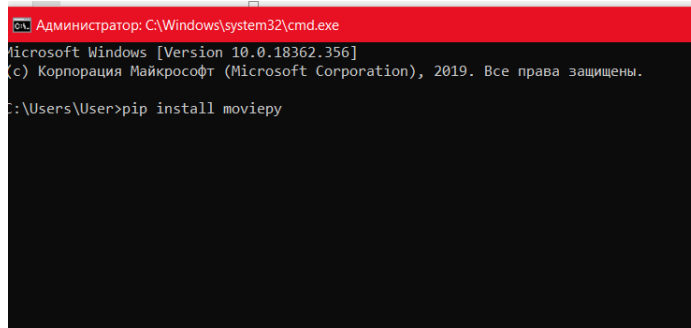 Администратор: C:\Windows\system32\cmd.exe
Microsoft Windows [Version 10.0.18362.356]
(c) Корпорация Майкрософт (Microsoft Corporation), 2019. Все права защищены.
C:\Users\User>pip install moviepy